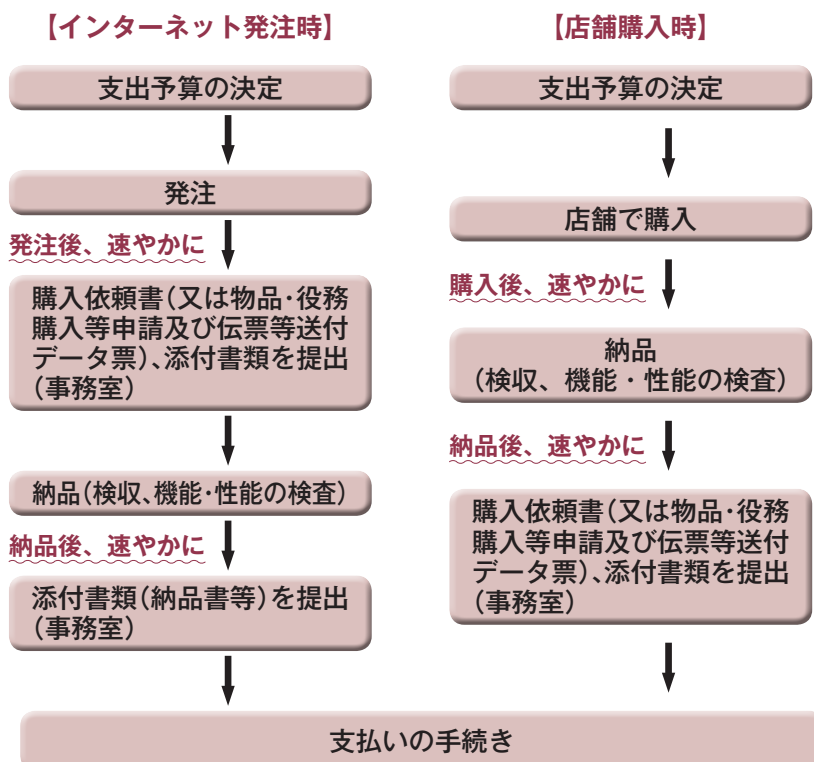 【インターネット発注時】
支出予算の決定
発注
発注後、速やかに
購入依頼書(又は物品・役務
購入等申請及び伝票等送付
データ票)、添付書類を提出
(事務室)
納品(検収、機能・性能の検査)
納品後、速やかに
添付書類(納品書等)を提出
(事務室)
【店舗購入時】
支出予算の決定
店舗で購入
購入後、速やかに
納品
(検収、機能・性能の検査)
納品後、速やかに
購入依頼書(又は物品・役務
購入等申請及び伝票等送付
データ票)、添付書類を提出
(事務室)
支払いの手続き